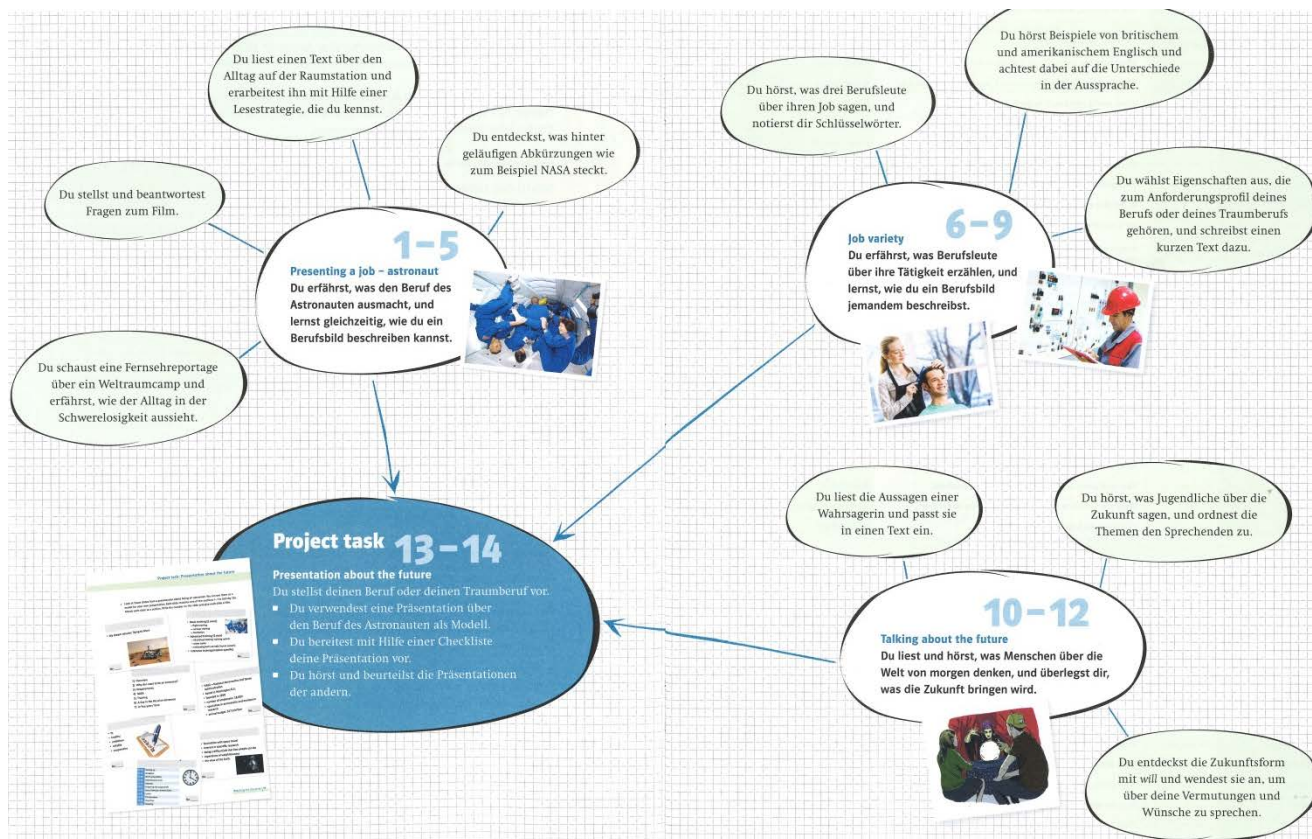 Du liest einen Text über den
Alltag auf der Raumstation und
erarbeitest ihn mit Hilfe einer
Lesestrategie, die du kennst.
Du entdeckst, was hinter
geläufigen Abkürzungen wie
zum Beispiel NASA steckt.
Du stellst und beantwortest
Fragen zum Film.
1–5
Presenting a job – astronaut
Du erfährst, was den Beruf des
Astronauten ausmacht, und
lernst gleichzeitig, wie du ein
Berufsbild beschreiben kannst.
Du schaust eine Fernsehreportage
über ein Weltraumcamp und
erfährst, wie der Alltag in der
Schwerelosigkeit aussieht.
Du hörst Beispiele von britischem
und amerikanischem Englisch und
achtest dabei auf die Unterschiede
in der Aussprache.
Du hörst, was drei Berufsleute
über ihren Job sagen, und
notierst dir Schlüsselwörter.
Du wählst Eigenschaften aus, die
zum Anforderungsprofil deines
Berufs oder deines Traumberufs
gehören, und schreibst einen
kurzen Text dazu.
6–9
Job variety
Du erfährst, was Berufsleute
über ihre Tätigkeit erzählen, und
lernst, wie du ein Berufsbild
jemandem beschreibst.
Project task 13–14
Presentation about the future
Du stellst deinen Beruf oder deinen Traumberuf vor.
■ Du verwendest eine Präsentation über
den Beruf des Astronauten als Modell.
■ Du bereitest mit Hilfe einer Checkliste
deine Präsentation vor.
■ Du hörst und beurteilst die Präsentationen
der andern.
Project task: Presentation about the future
Du liest die Aussagen einer
Wahrsagerin und passt sie
in einen Text ein.
Du hörst, was Jugendliche über die
Zukunft sagen, und ordnest die
Themen den Sprechenden zu.
10–12
Talking about the future
Du liest und hörst, was Menschen über die
Welt von morgen denken, und überlegst dir,
was die Zukunft bringen wird.
Du entdeckst die Zukunftsform
mit will und wendest sie an, um
über deine Vermutungen und
Wünsche zu sprechen.